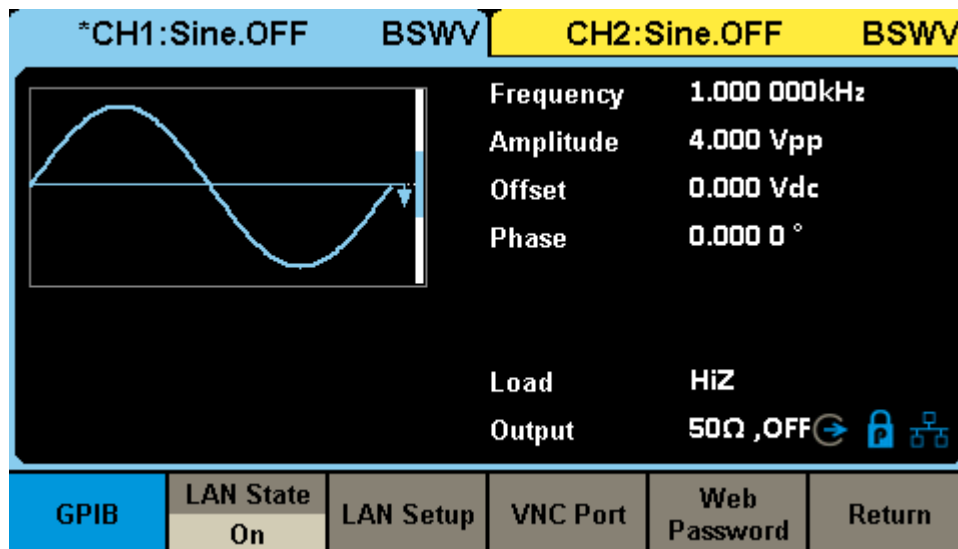 *CH1:Sine.OFF BSWV CH2:Sine.OFF BSWV
Frequency 1.000 000kHz
Amplitude 4.000 Vpp
Offset 0.000 Vdc
Phase 0.000 0 °
Load HiZ
Output 50Ω ,OFF P
GPIB
LAN State
On
LAN Setup
VNC Port
Web
Password
Return